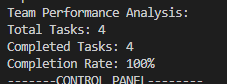 Team Performance Analysis:
Total Tasks: 4
Completed Tasks: 4
Completion Rate: 100%
-------CONTROL PANEL--------